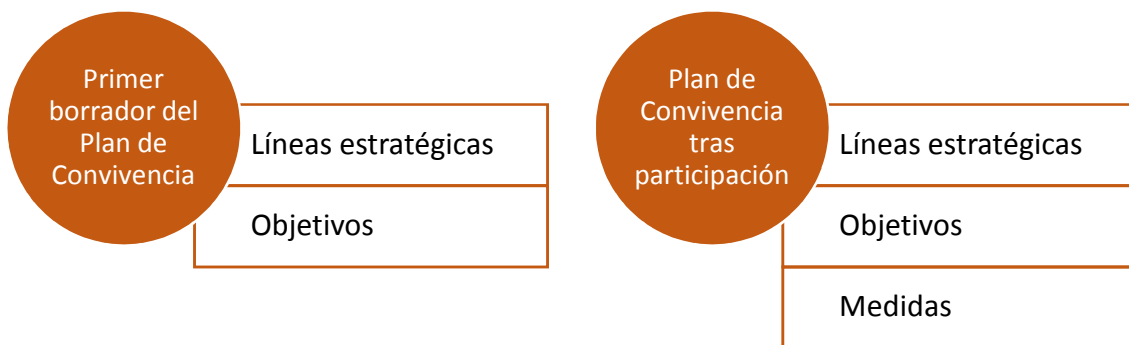 Primer
borrador del
Plan de
Convivencia
Líneas estratégicas
Objetivos
Plan de
Convivencia
tras
participación
Líneas estratégicas
Objetivos
Medidas